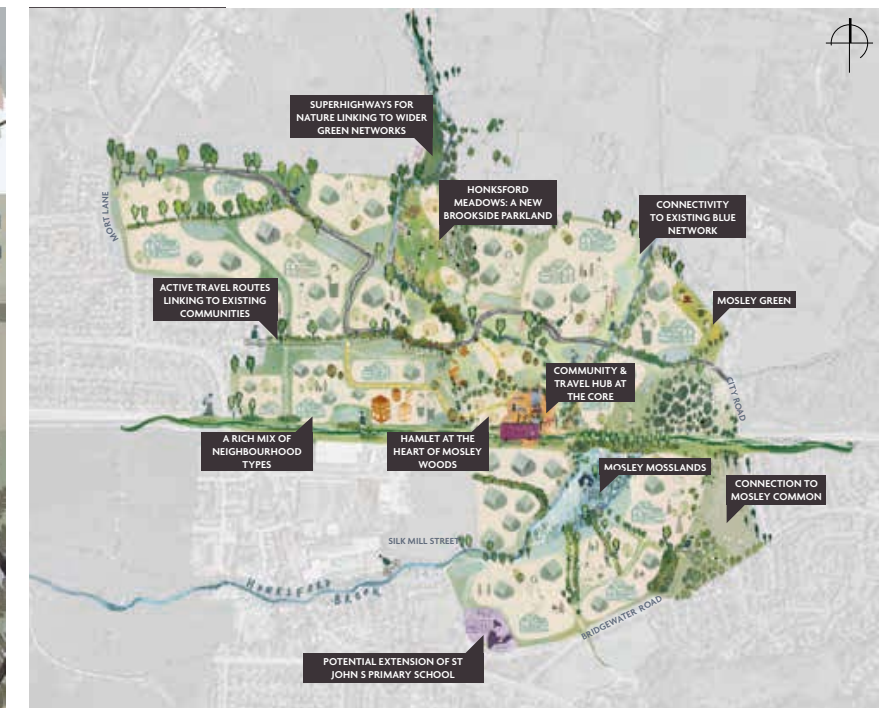 SUPERHIGHWAYS FOR
NATURE LINKING TO WIDER
GREEN NETWORKS
HONKSFORD
MEADOWS: A NEW
BROOKSIDE PARKLAND
CONNECTIVITY
TO EXISTING BLUE
NETWORK
MORT LANE
ACTIVE TRAVEL ROUTES
LINKING TO EXISTING
COMMUNITIES
MOSLEY GREEN
COMMUNITY &
TRAVEL HUB AT
THE CORE
CITY ROAD
A RICH MIX OF
NEIGHBOURHOOD
TYPES
HAMLET AT THE
HEART OF MOSLEY
WOODS
MOSLEY MOSSLANDS
CONNECTION TO
MOSLEY COMMON
SILK MILL STREET
HONKSFORD
BROOK
BRIDGEWATER ROAD
POTENTIAL EXTENSION OF ST
JOHN S PRIMARY SCHOOL